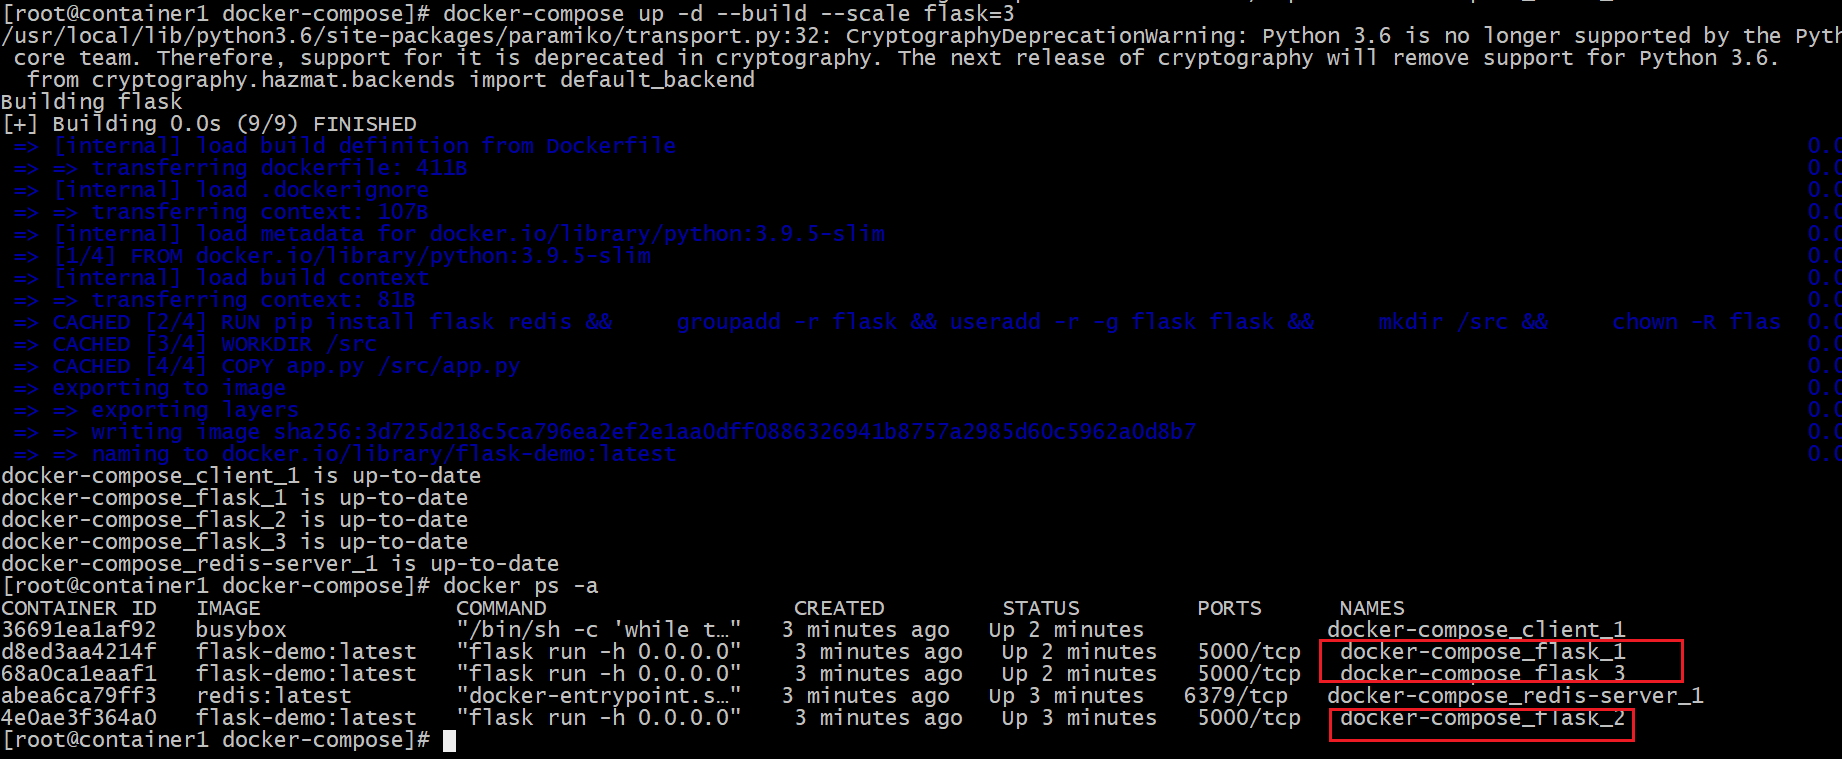 [root@container1 docker-compose]# docker-compose up -d --build --scale flask=3
/usr/local/lib/python3.6/site-packages/paramiko/transport.py:32: CryptographyDeprecationWarning: Python 3.6 is no longer supported by the Pyth
core team. Therefore, support for it is deprecated in cryptography. The next release of cryptography will remove support for Python 3.6.
from cryptography.hazmat.backends import default_backend
Building flask
[+] Building 0.0s (9/9) FINISHED
=> [internal] load build definition from Dockerfile 0.0
=> => transferring dockerfile: 411B 0.0
=> [internal] load .dockerignore 0.0
=> => transferring context: 107B 0.0
=> [internal] load metadata for docker.io/library/python:3.9.5-slim 0.0
=> [1/4] FROM docker.io/library/python:3.9.5-slim 0.0
=> [internal] load build context 0.0
=> => transferring context: 81B 0.0
=> CACHED [2/4] RUN pip install flask redis && groupadd -r flask && useradd -r -g flask flask && mkdir /src && chown -R flas 0.0
=> CACHED [3/4] WORKDIR /src 0.0
=> CACHED [4/4] COPY app.py /src/app.py 0.0
=> exporting to image 0.0
=> => exporting layers 0.0
=> => writing image sha256:3d725d218c5ca796ea2ef2e1aa0dff0886326941b8757a2985d60c5962a0d8b7 0.0
=> => naming to docker.io/library/flask-demo:latest 0.0
docker-compose_client_1 is up-to-date
docker-compose_flask_1 is up-to-date
docker-compose_flask_2 is up-to-date
docker-compose_flask_3 is up-to-date
docker-compose_redis-server_1 is up-to-date
[root@container1 docker-compose]# docker ps -a
CONTAINER ID IMAGE COMMAND CREATED STATUS PORTS NAMES
36691ea1af92 busybox "/bin/sh -c 'while t…" 3 minutes ago Up 2 minutes docker-compose_client_1
d8ed3aa4214f flask-demo:latest "flask run -h 0.0.0.0" 3 minutes ago Up 2 minutes 5000/tcp docker-compose_flask_1
68a0ca1eaaf1 flask-demo:latest "flask run -h 0.0.0.0" 3 minutes ago Up 2 minutes 5000/tcp docker-compose_flask_3
abea6ca79ff3 redis:latest "docker-entrypoint.s…" 3 minutes ago Up 3 minutes 6379/tcp docker-compose_redis-server_1
4e0ae3f364a0 flask-demo:latest "flask run -h 0.0.0.0" 3 minutes ago Up 3 minutes 5000/tcp docker-compose_flask_2
[root@container1 docker-compose]#